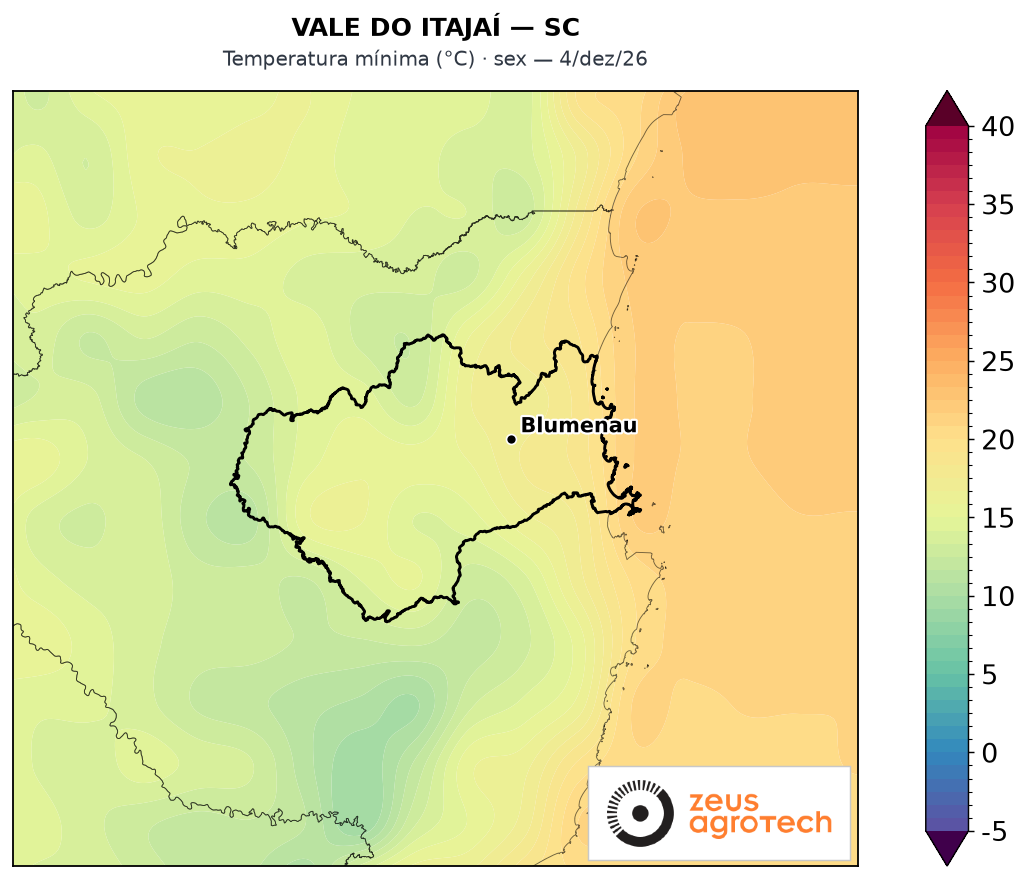 VALE DO ITAJAÍ — SC
Temperatura mínima (°C) · sex — 4/dez/26
Blumenau
40
35
30
25
20
15
10
5
0
-5
zeus
agrotech